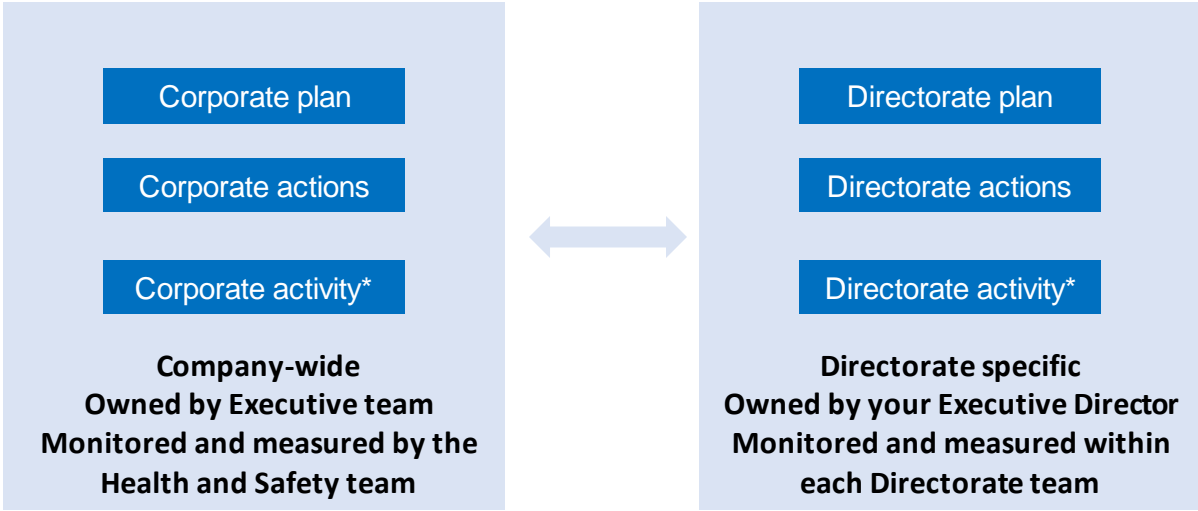 Corporate plan
Corporate actions
Corporate activity*
Company-wide
Owned by Executive team
Monitored and measured by the
Health and Safety team
Directorate plan
Directorate actions
Directorate activity*
Directorate specific
Owned by your Executive Director
Monitored and measured within
each Directorate team